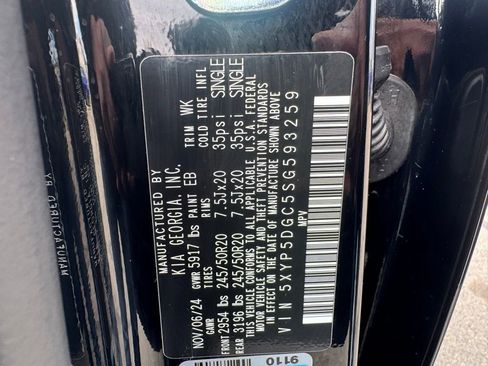 MANUFACTURED BY
KIA GEORGIA, INC.
NOV/06/24 GVWR 5917 lbs PAINT EB TRIM WK
GAWR TIRES RIMS COLD TIRE INFL
FRONT 2954 lbs 245/50R20 7.5Jx20 35psi SINGLE
REAR 3196 lbs 245/50R20 7.5Jx20 35psi SINGLE
THIS VEHICLE CONFORMS TO ALL APPLICABLE U.S.A. FEDERAL
MOTOR VEHICLE SAFETY, BUMPER, AND THEFT PREVENTION STANDARDS
IN EFFECT ON THE DATE OF MANUFACTURE SHOWN ABOVE
VIN 5XYP5DGC5SG593259
MPV
9110